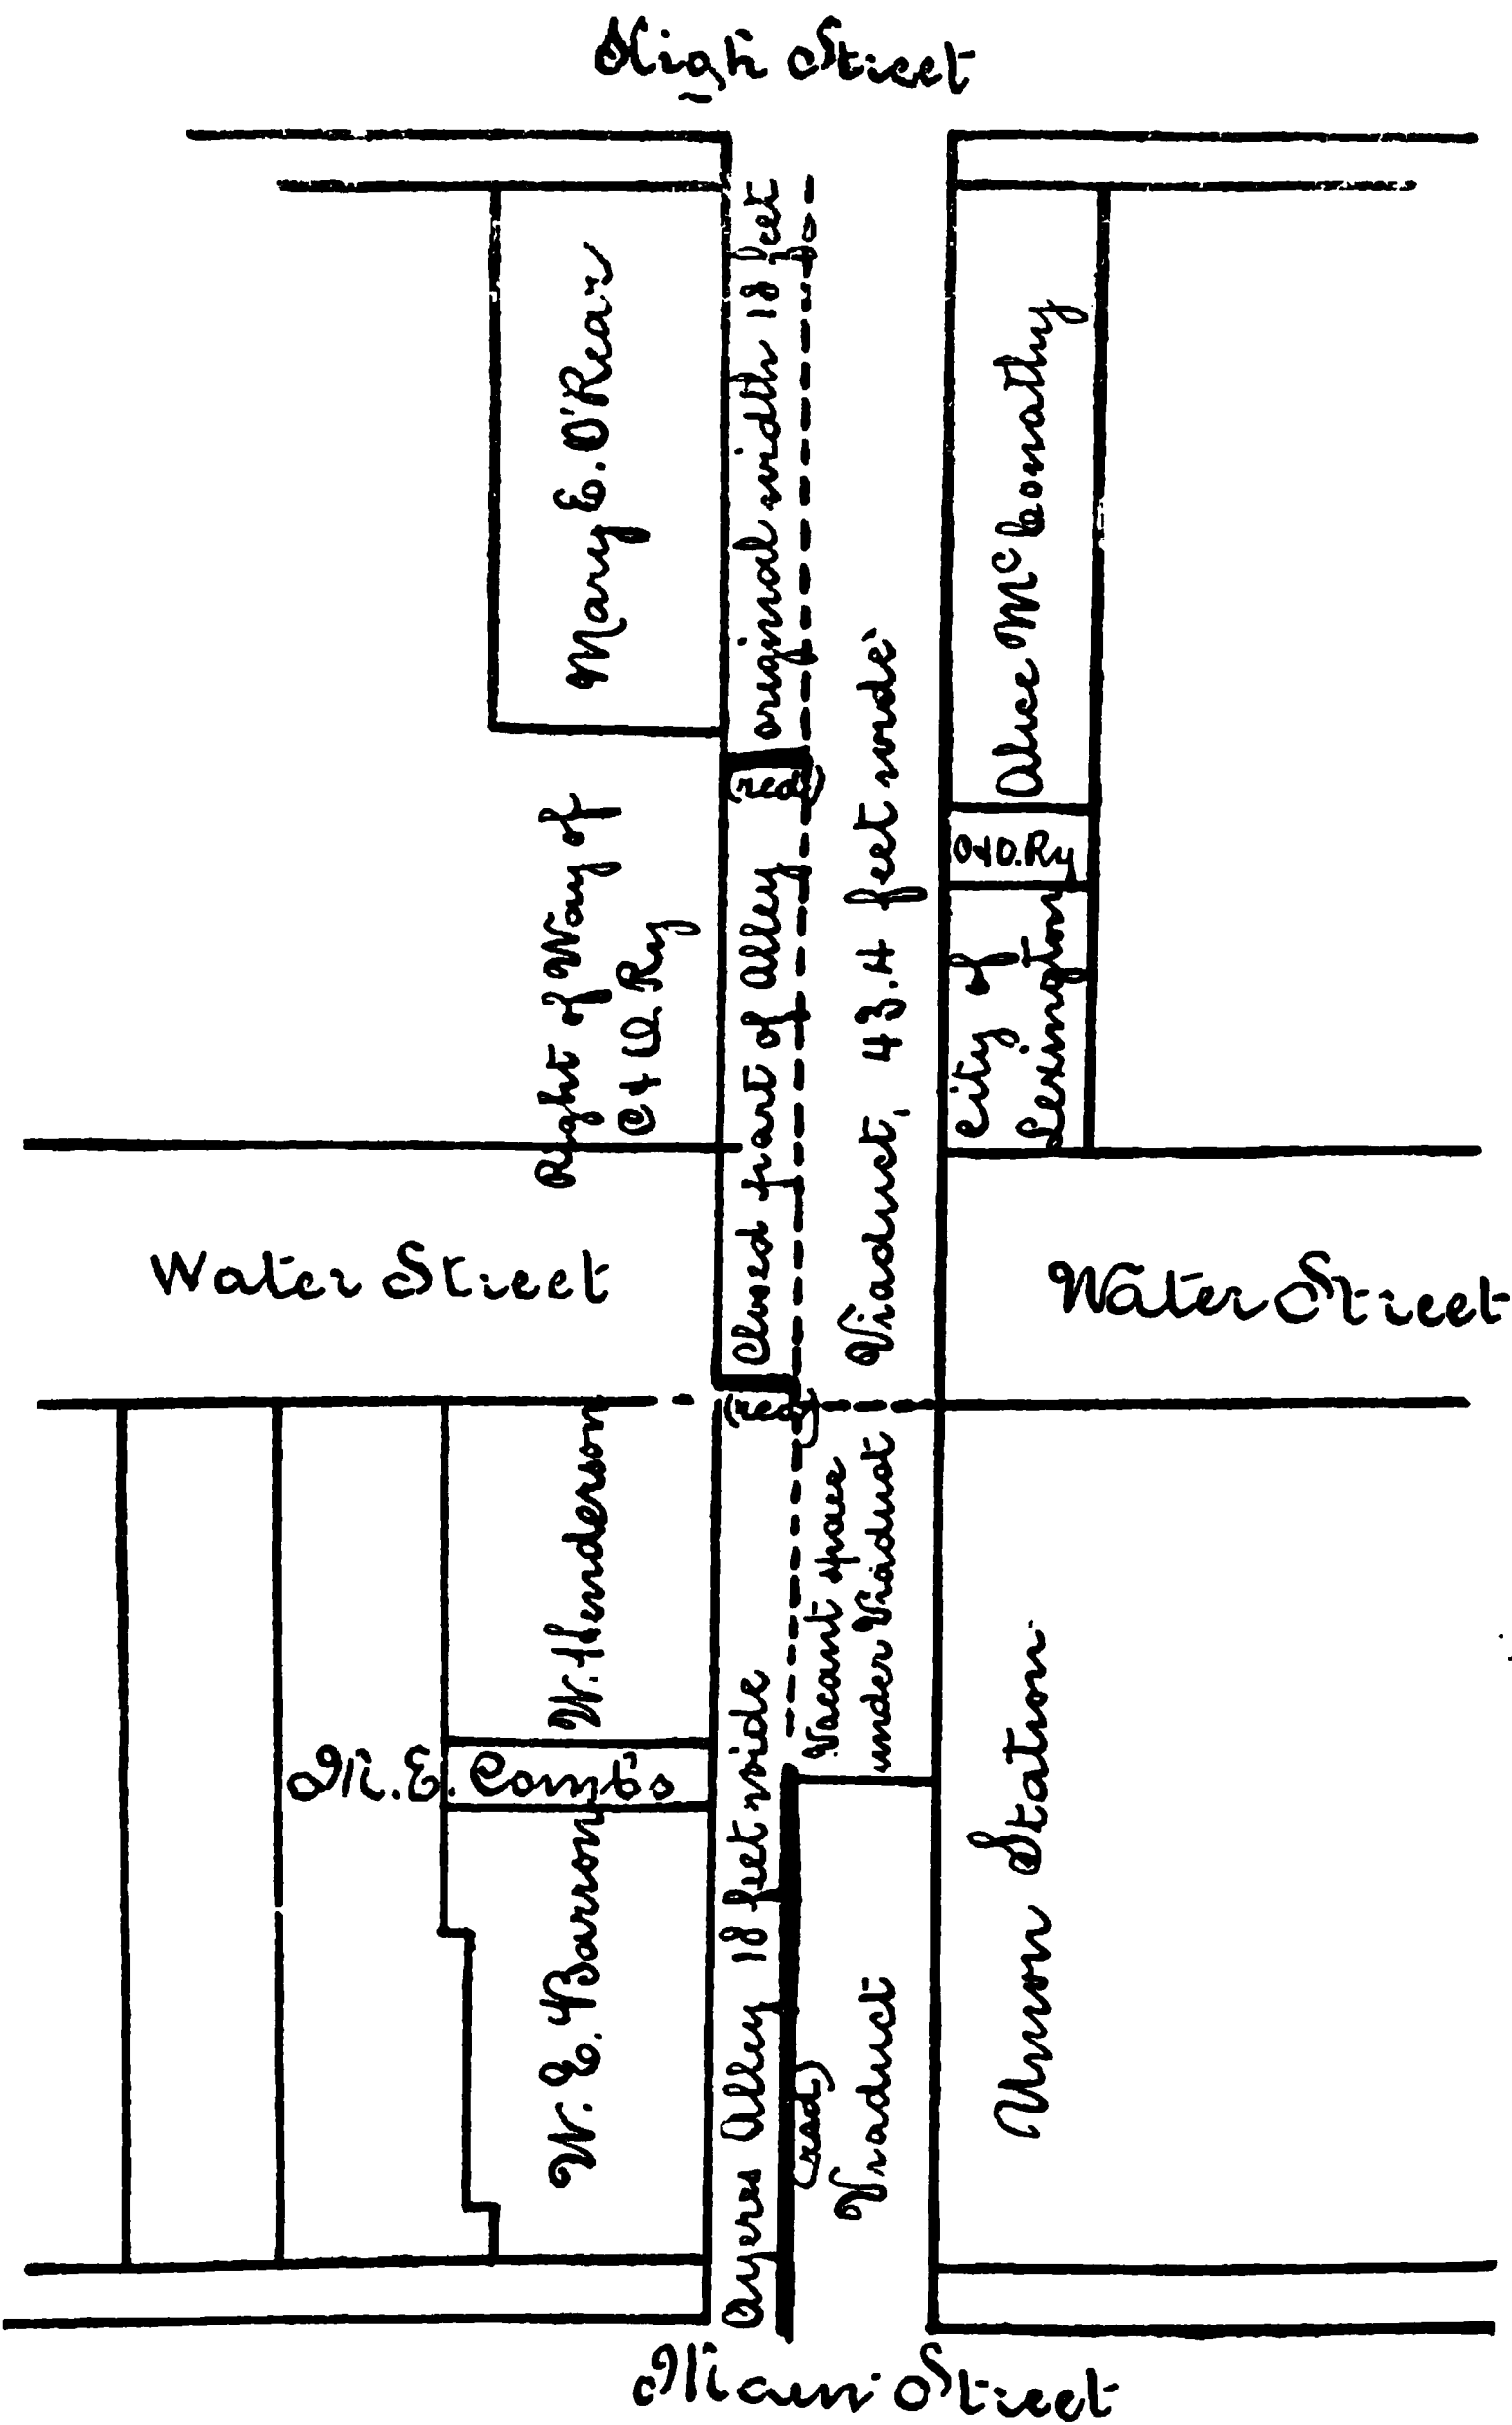 High Street
Mary E. O'Rear
original width 18 feet
Alice McConathy
(red)
Right of Way of
C & O. Ry
Closed part of Alley
Viaduct, 43.4 feet wide
C & O. Ry
City of
Lexington
Water Street
Water Street
(red)
W. Henderson
Vacant space
under Viaduct
M. E. Combs
W. E. Barron
Ayeres Alley 18 feet wide
(red)
Viaduct
Union Station
Main Street